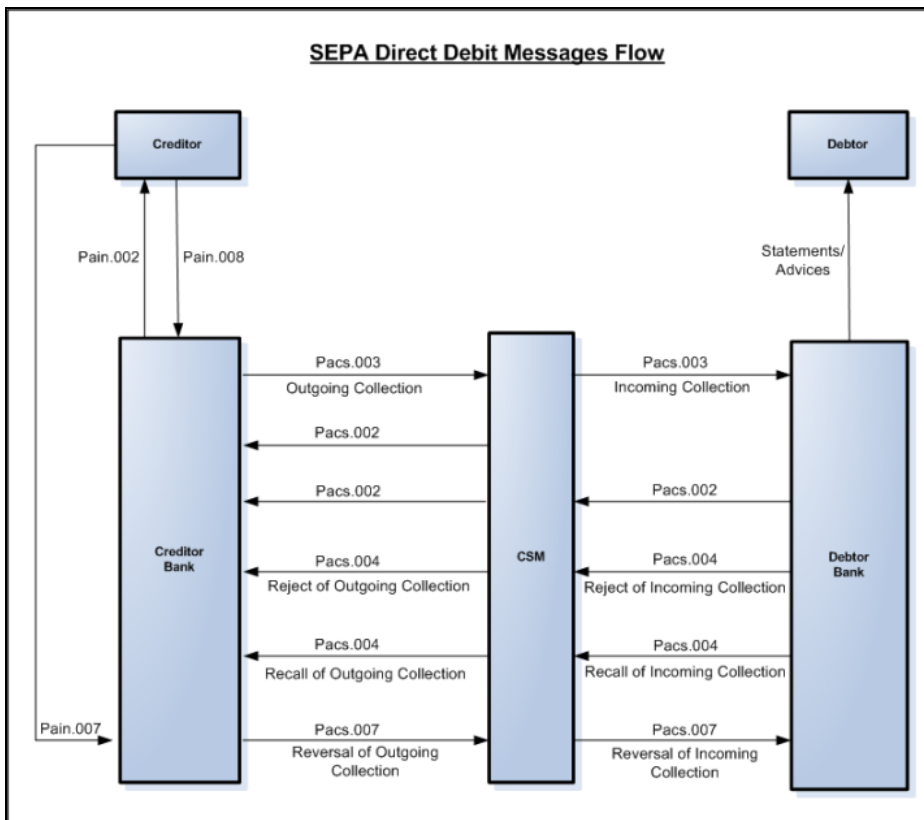 SEPA Direct Debit Messages Flow
Creditor
Debtor
Pain.002
Pain.008
Statements/
Advices
Pacs.003
Outgoing Collection
Pacs.003
Incoming Collection
Pacs.002
Pacs.002
Pacs.002
Creditor
Bank
CSM
Debtor
Bank
Pacs.004
Reject of Outgoing Collection
Pacs.004
Reject of Incoming Collection
Pacs.004
Recall of Outgoing Collection
Pacs.004
Recall of Incoming Collection
Pain.007
Pacs.007
Reversal of Outgoing
Collection
Pacs.007
Reversal of Incoming
Collection